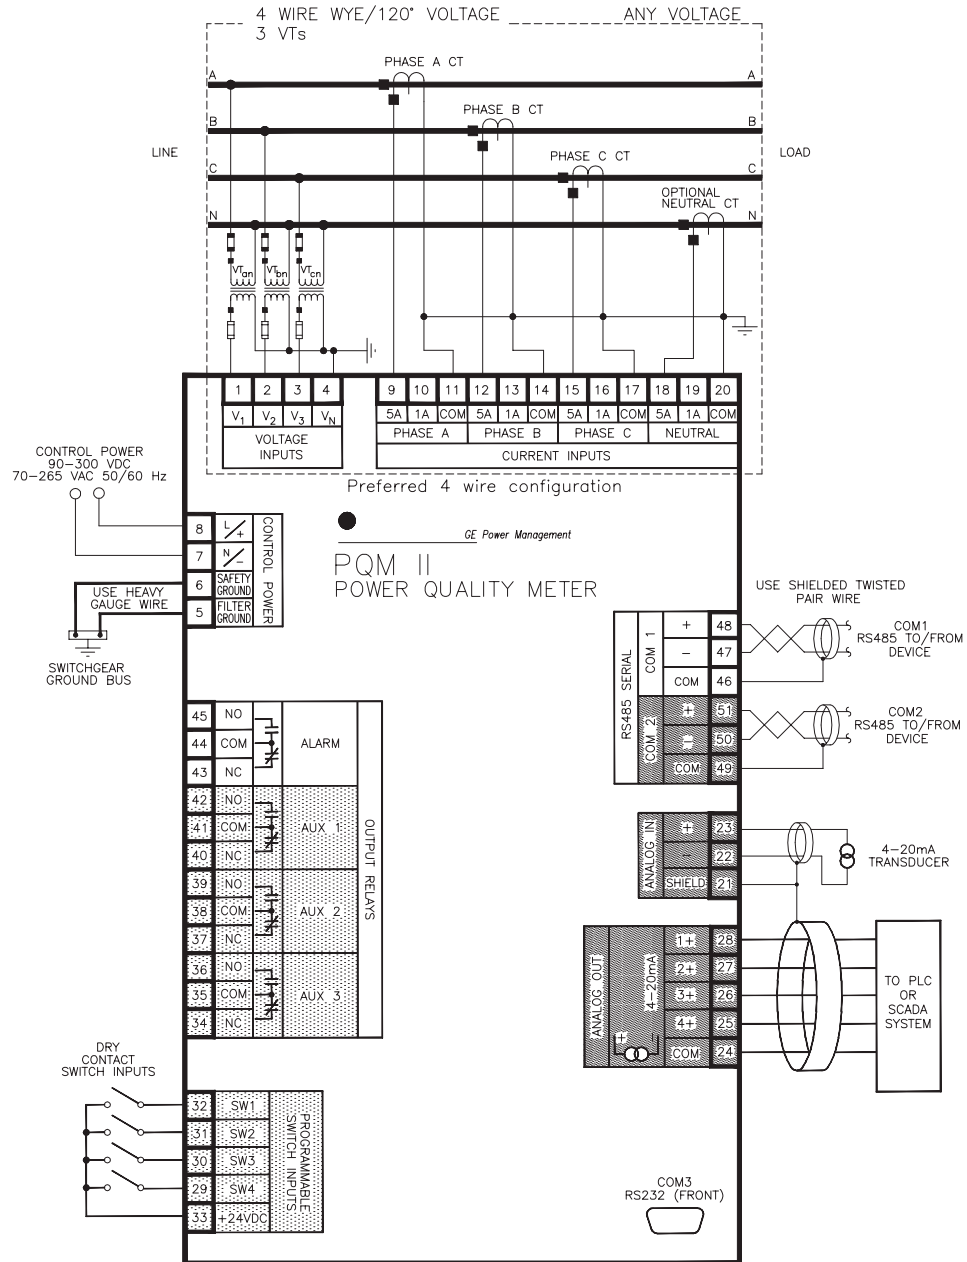 4 WIRE WYE/120° VOLTAGE
3 VTs
ANY VOLTAGE
PHASE A CT
A
A
PHASE B CT
B
B
LINE
PHASE C CT
LOAD
C
C
OPTIONAL
NEUTRAL CT
N
N
VTan
VTbn
VTcn
1 2 3 4
V1 V2 V3 VN
VOLTAGE
INPUTS
9 10 11 12 13 14 15 16 17 18 19 20
5A 1A COM 5A 1A COM 5A 1A COM 5A 1A COM
PHASE A PHASE B PHASE C NEUTRAL
CURRENT INPUTS
Preferred 4 wire configuration
CONTROL POWER
90-300 VDC
70-265 VAC 50/60 Hz
8 L/+
7 N/-
6 SAFETY GROUND
5 FILTER GROUND
CONTROL POWER
USE HEAVY
GAUGE WIRE
SWITCHGEAR
GROUND BUS
GE Power Management
PQM II
POWER QUALITY METER
USE SHIELDED TWISTED
PAIR WIRE
RS485 SERIAL
COM 1
+ 48
- 47
COM 46
COM1
RS485 TO/FROM
DEVICE
COM 2
+ 51
- 50
COM 49
COM2
RS485 TO/FROM
DEVICE
45 NO
44 COM
43 NC
ALARM
42 NO
41 COM
40 NC
AUX 1
39 NO
38 COM
37 NC
AUX 2
36 NO
35 COM
34 NC
AUX 3
OUTPUT RELAYS
ANALOG IN
+ 23
- 22
SHIELD 21
4-20mA
TRANSDUCER
ANALOG OUT
4-20mA
+ -
1+ 28
2+ 27
3+ 26
4+ 25
COM 24
TO PLC
OR
SCADA
SYSTEM
DRY
CONTACT
SWITCH INPUTS
32 SW1
31 SW2
30 SW3
29 SW4
33 +24VDC
PROGRAMMABLE
SWITCH INPUTS
COM3
RS232 (FRONT)